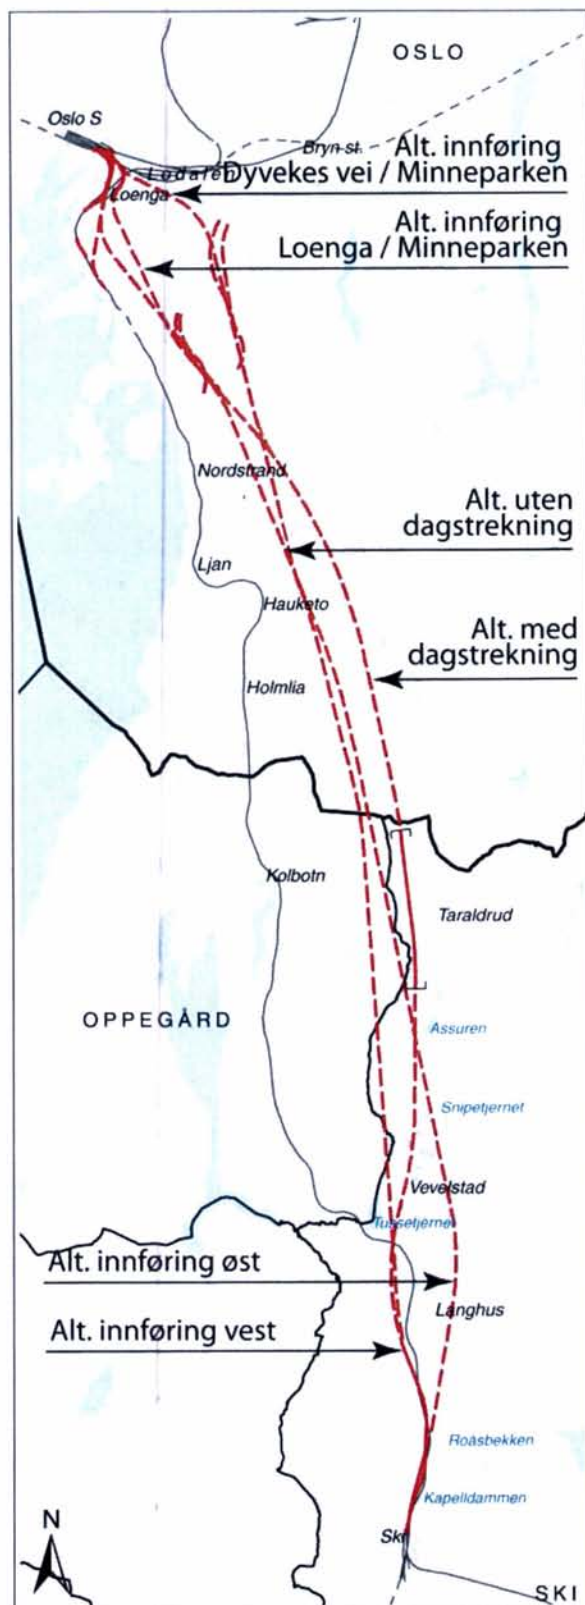 OSLO
Oslo S
Bryn st.
Alt. innføring
Lodalen
Dyvekes vei / Minneparken
Loenga
Alt. innføring
Loenga / Minneparken
Nordstrand
Alt. uten
dagstrekning
Ljan
Hauketo
Alt. med
dagstrekning
Holmlia
Kolbotn
Taraldrud
OPPEGÅRD
Assuren
Snipetjernet
Vevelstad
Tussetjernet
Alt. innføring øst
Langhus
Alt. innføring vest
Roåsbekken
Kapelldammen
N
Ski
SKI